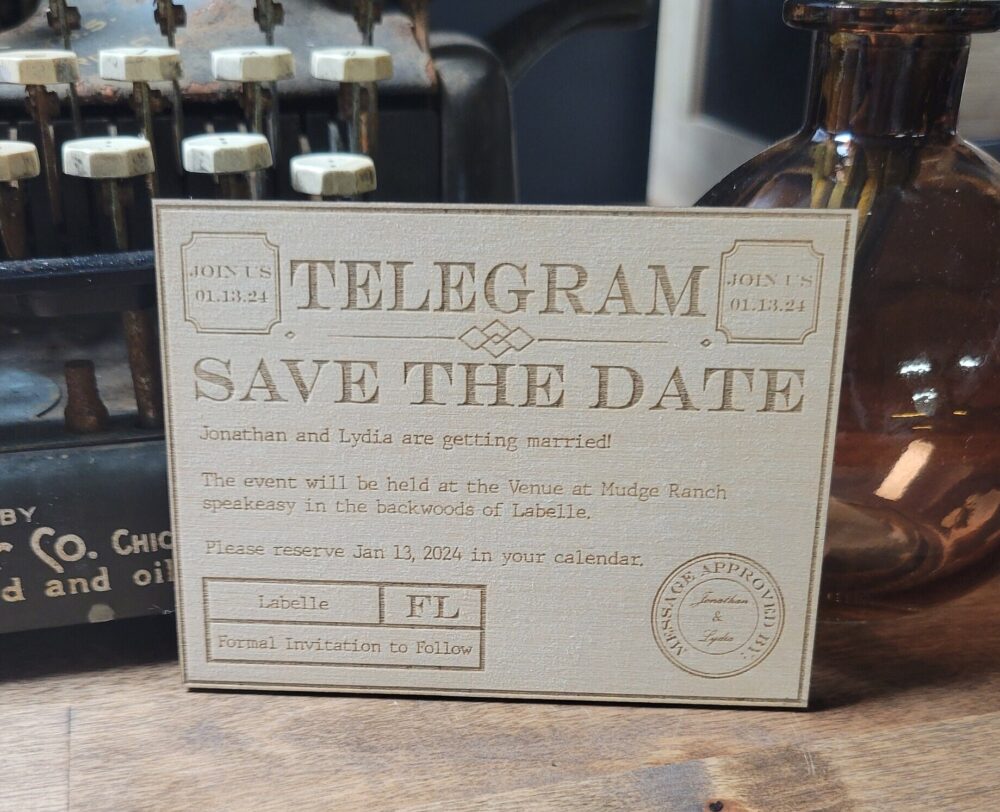 JOIN US
01.13.24
TELEGRAM
JOIN US
01.13.24
SAVE THE DATE
Jonathan and Lydia are getting married!
The event will be held at the Venue at Mudge Ranch
speakeasy in the backwoods of Labelle.
Please reserve Jan 13, 2024 in your calendar.
Labelle
FL
Formal Invitation to Follow
MESSAGE APPROVED BY:
Jonathan
&
Lydia
BY
Co. CHIC
d and oil